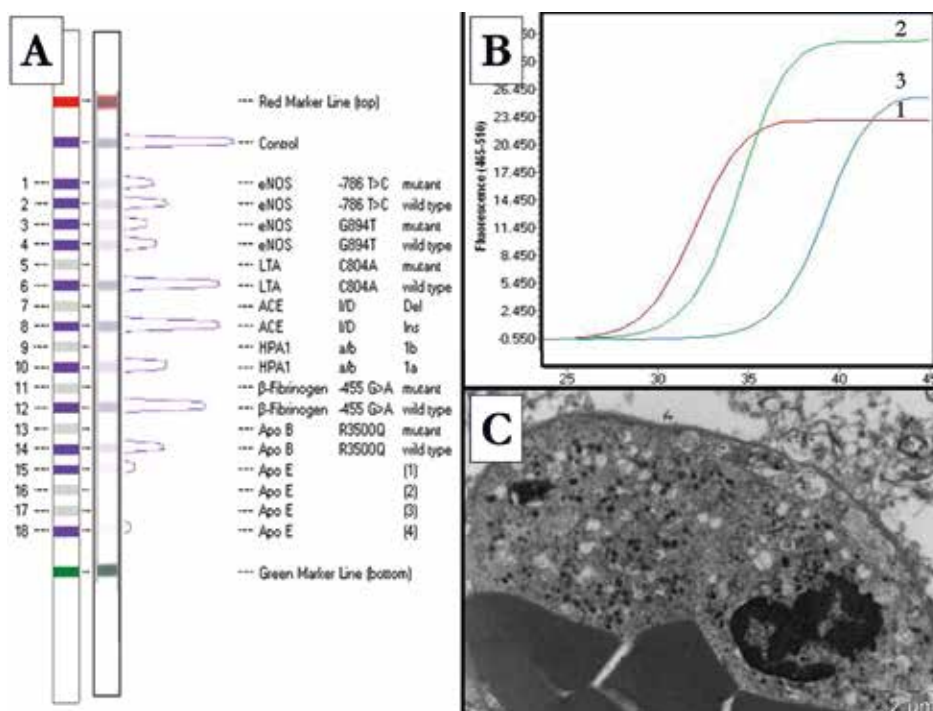 A
Red Marker Line (top)
Control
1 eNOS -786 T>C mutant
2 eNOS -786 T>C wild type
3 eNOS G894T mutant
4 eNOS G894T wild type
5 LTA C804A mutant
6 LTA C804A wild type
7 ACE I/D Del
8 ACE I/D Ins
9 HPA1 a/b 1b
10 HPA1 a/b 1a
11 β-Fibrinogen -455 G>A mutant
12 β-Fibrinogen -455 G>A wild type
13 Apo B R3500Q mutant
14 Apo B R3500Q wild type
15 Apo E (1)
16 Apo E (2)
17 Apo E (3)
18 Apo E (4)
Green Marker Line (bottom)
B
2
3
1
26.450
23.450
20.450
17.450
14.450
11.450
8.450
5.450
2.450
-0.550
Fluorescence (465-510)
25 30 35 40 45
C